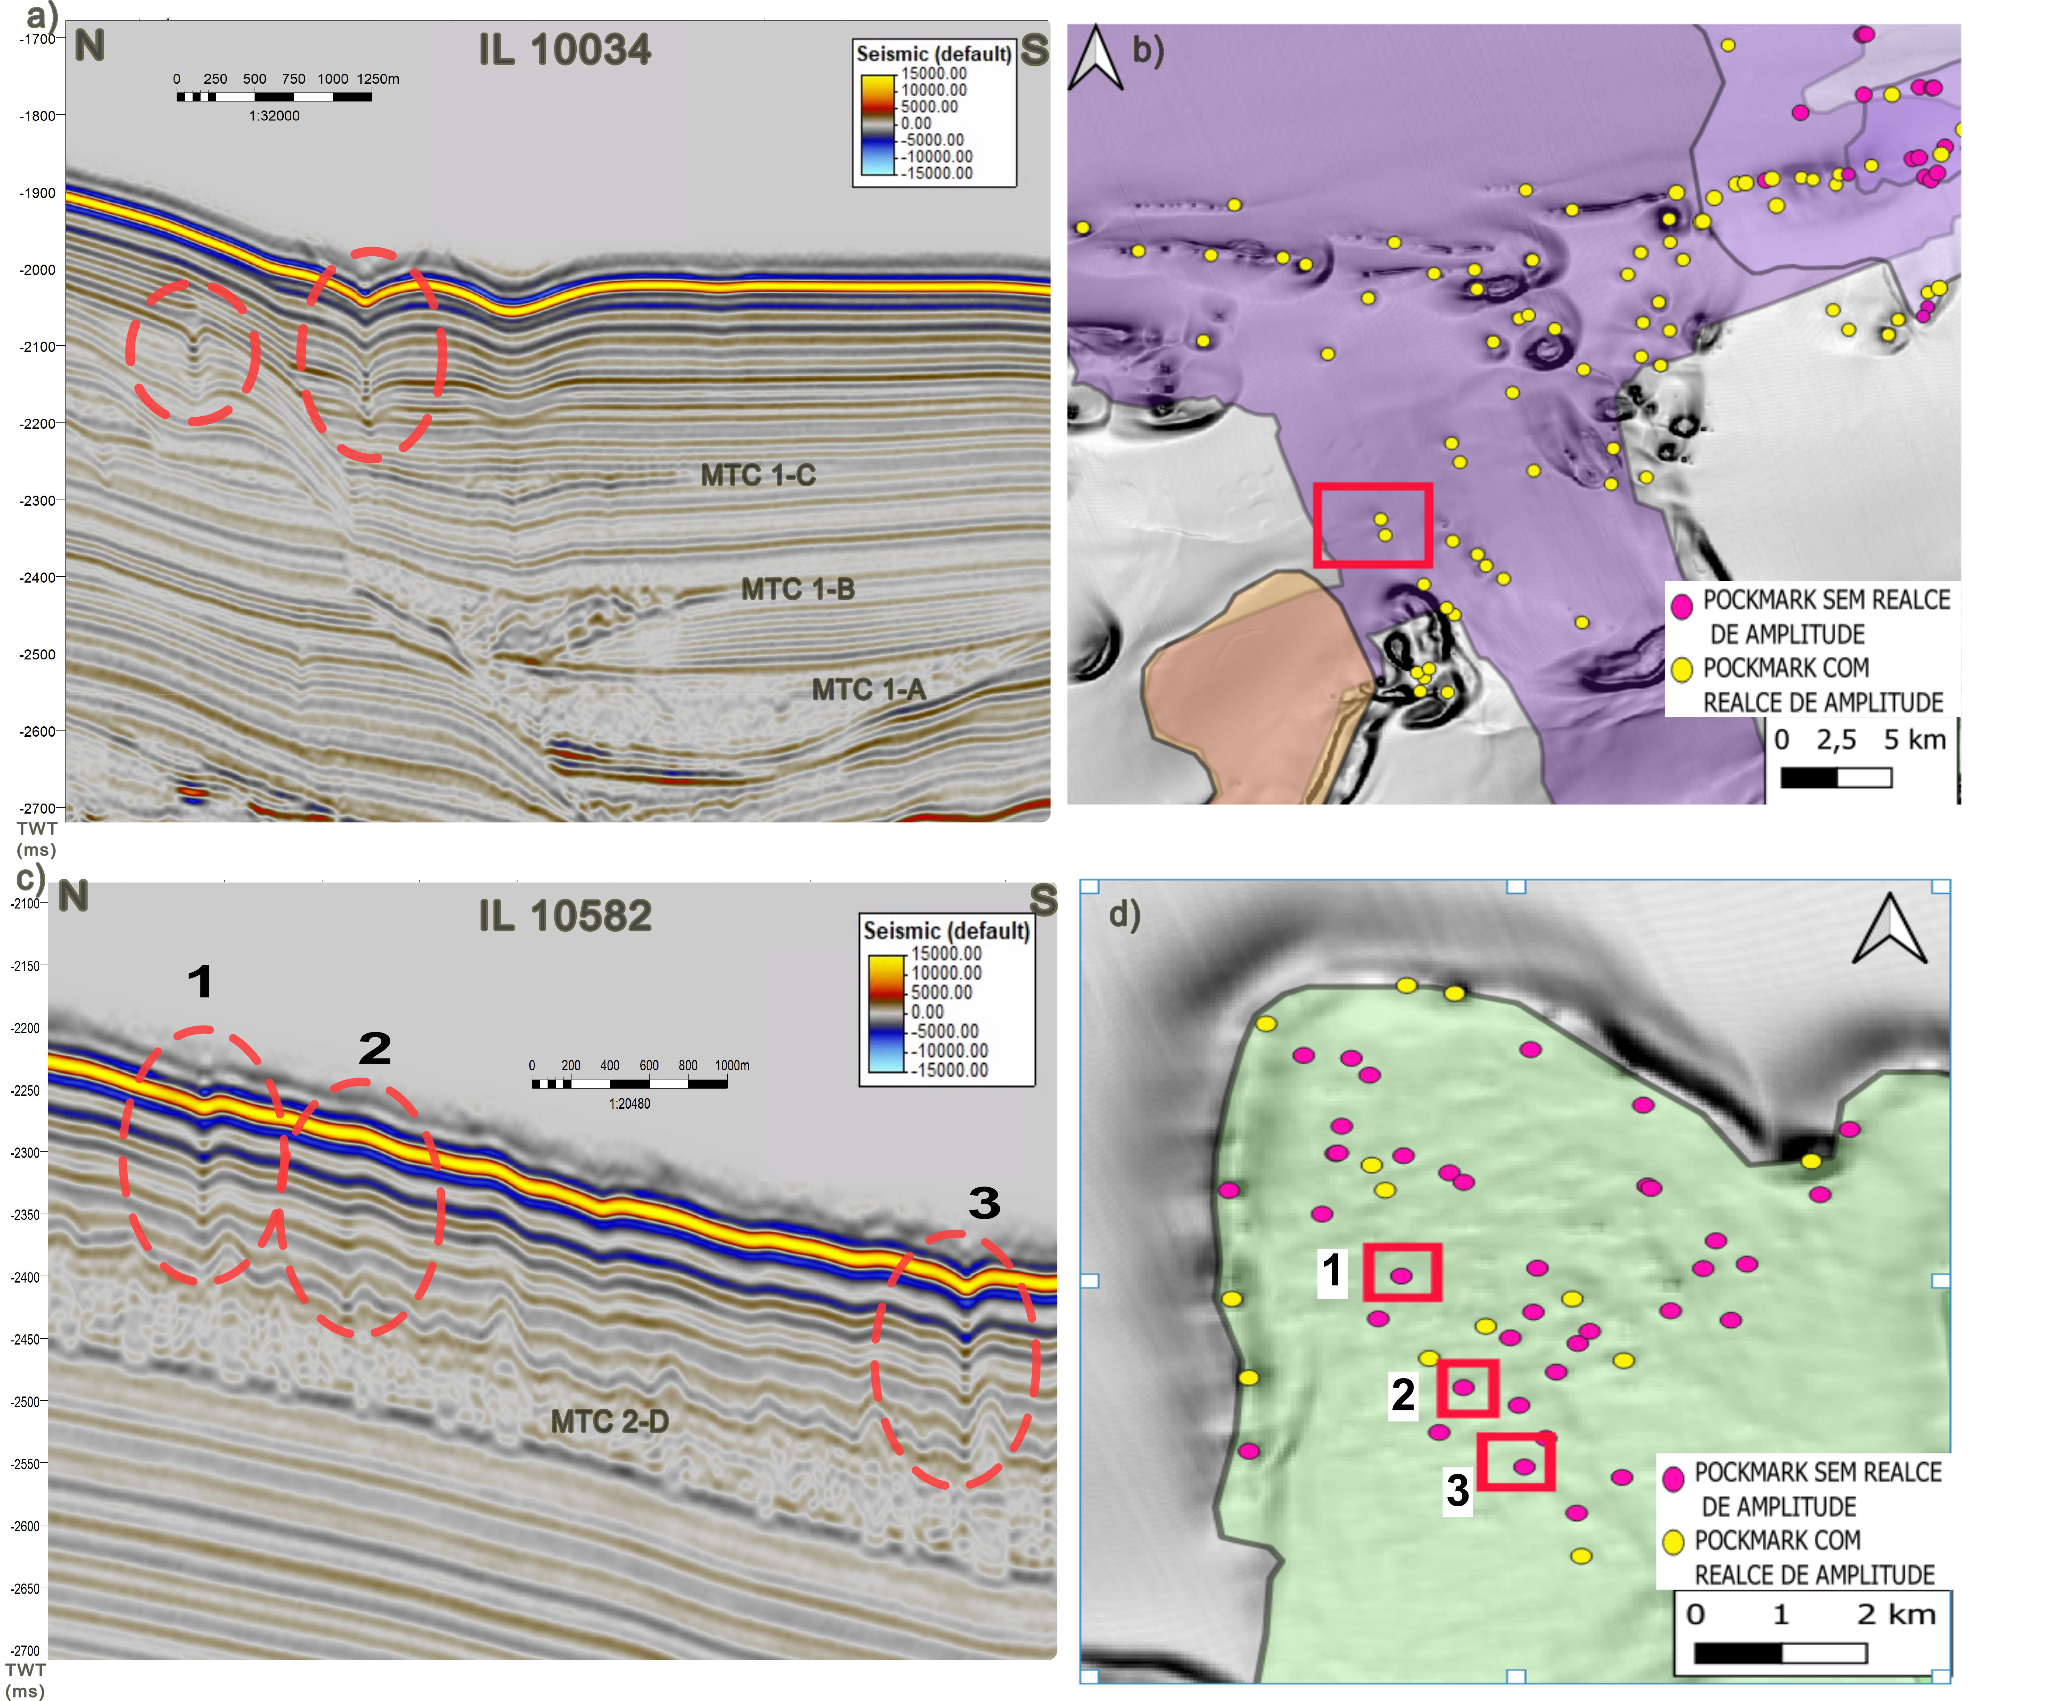 a)
N
IL 10034
S
0 250 500 750 1000 1250m
1:32000
Seismic (default)
15000.00
10000.00
5000.00
0.00
-5000.00
-10000.00
-15000.00
-1700
-1800
-1900
-2000
-2100
-2200
-2300
-2400
-2500
-2600
-2700
TWT
(ms)
MTC 1-C
MTC 1-B
MTC 1-A
b)
POCKMARK SEM REALCE
DE AMPLITUDE
POCKMARK COM
REALCE DE AMPLITUDE
0 2,5 5 km
c)
N
IL 10582
S
1
2
3
0 200 400 600 800 1000m
1:20480
Seismic (default)
15000.00
10000.00
5000.00
0.00
-5000.00
-10000.00
-15000.00
-2100
-2150
-2200
-2250
-2300
-2350
-2400
-2450
-2500
-2550
-2600
-2650
-2700
TWT
(ms)
MTC 2-D
d)
1
2
3
POCKMARK SEM REALCE
DE AMPLITUDE
POCKMARK COM
REALCE DE AMPLITUDE
0 1 2 km